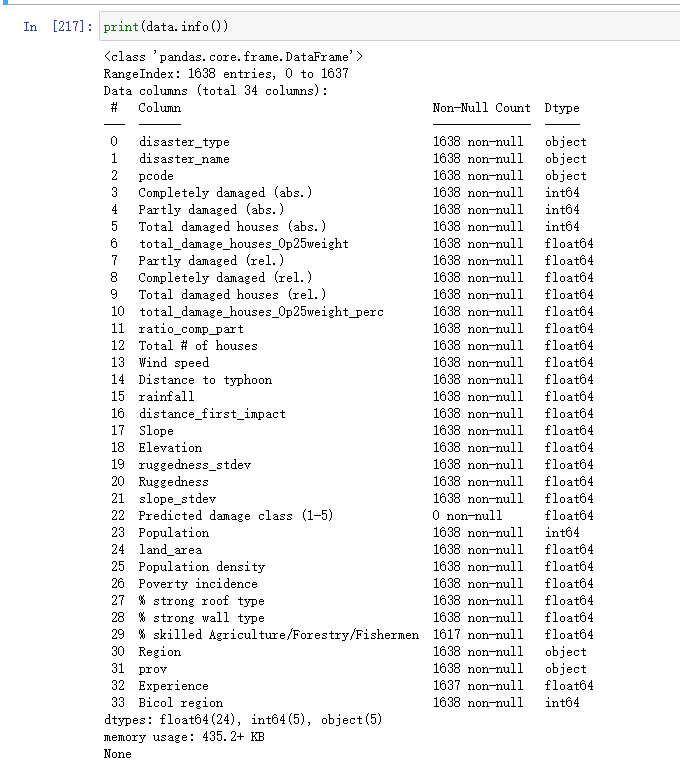 In [217]: print(data.info())
<class 'pandas.core.frame.DataFrame'>
RangeIndex: 1638 entries, 0 to 1637
Data columns (total 34 columns):
 #   Column                                   Non-Null Count  Dtype
---  ------                                   --------------  -----
 0   disaster_type                            1638 non-null   object
 1   disaster_name                            1638 non-null   object
 2   pcode                                    1638 non-null   object
 3   Completely damaged (abs.)                1638 non-null   int64
 4   Partly damaged (abs.)                    1638 non-null   int64
 5   Total damaged houses (abs.)              1638 non-null   int64
 6   total_damage_houses_0p25weight           1638 non-null   float64
 7   Partly damaged (rel.)                    1638 non-null   float64
 8   Completely damaged (rel.)                1638 non-null   float64
 9   Total damaged houses (rel.)              1638 non-null   float64
 10  total_damage_houses_0p25weight_perc      1638 non-null   float64
 11  ratio_comp_part                          1638 non-null   float64
 12  Total # of houses                        1638 non-null   float64
 13  Wind speed                               1638 non-null   float64
 14  Distance to typhoon                      1638 non-null   float64
 15  rainfall                                 1638 non-null   float64
 16  distance_first_impact                    1638 non-null   float64
 17  Slope                                    1638 non-null   float64
 18  Elevation                                1638 non-null   float64
 19  ruggedness_stdev                         1638 non-null   float64
 20  Ruggedness                               1638 non-null   float64
 21  slope_stdev                              1638 non-null   float64
 22  Predicted damage class (1-5)             0 non-null      float64
 23  Population                               1638 non-null   int64
 24  land_area                                1638 non-null   float64
 25  Population density                       1638 non-null   float64
 26  Poverty incidence                        1638 non-null   float64
 27  % strong roof type                       1638 non-null   float64
 28  % strong wall type                       1638 non-null   float64
 29  % skilled Agriculture/Forestry/Fishermen 1617 non-null   float64
 30  Region                                   1638 non-null   object
 31  prov                                     1638 non-null   object
 32  Experience                               1637 non-null   float64
 33  Bicol region                             1638 non-null   int64
dtypes: float64(24), int64(5), object(5)
memory usage: 435.2+ KB
None